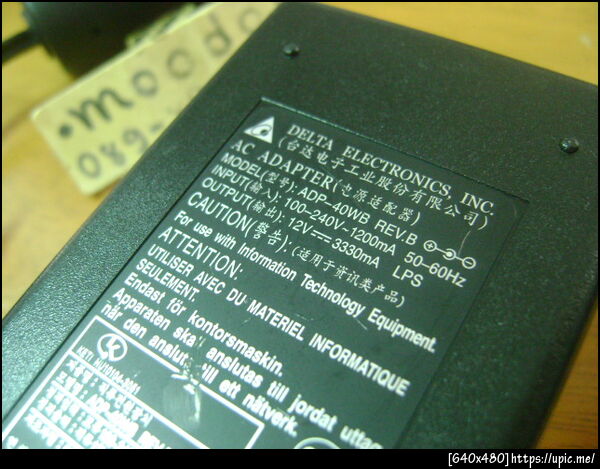 moodo
089-
DELTA ELECTRONICS, INC.
(台达电子工业股份有限公司)
AC ADAPTER(电源适配器)
MODEL(型号): ADP-40WB REV.B
INPUT(输入): 100-240V~1200mA 50-60Hz
OUTPUT(输出): 12V⎓3330mA LPS
CAUTION(警告):(适用于资讯类产品)
For use with Information Technology Equipment.
ATTENTION:
UTILISER AVEC DU MATERIEL INFORMATIQUE
SEULEMENT.
Endast för kontorsmaskin.
Apparaten skall anslutas till jordat uttag
när den ansluts till ett nätverk.
[640x480]https://upic.me/